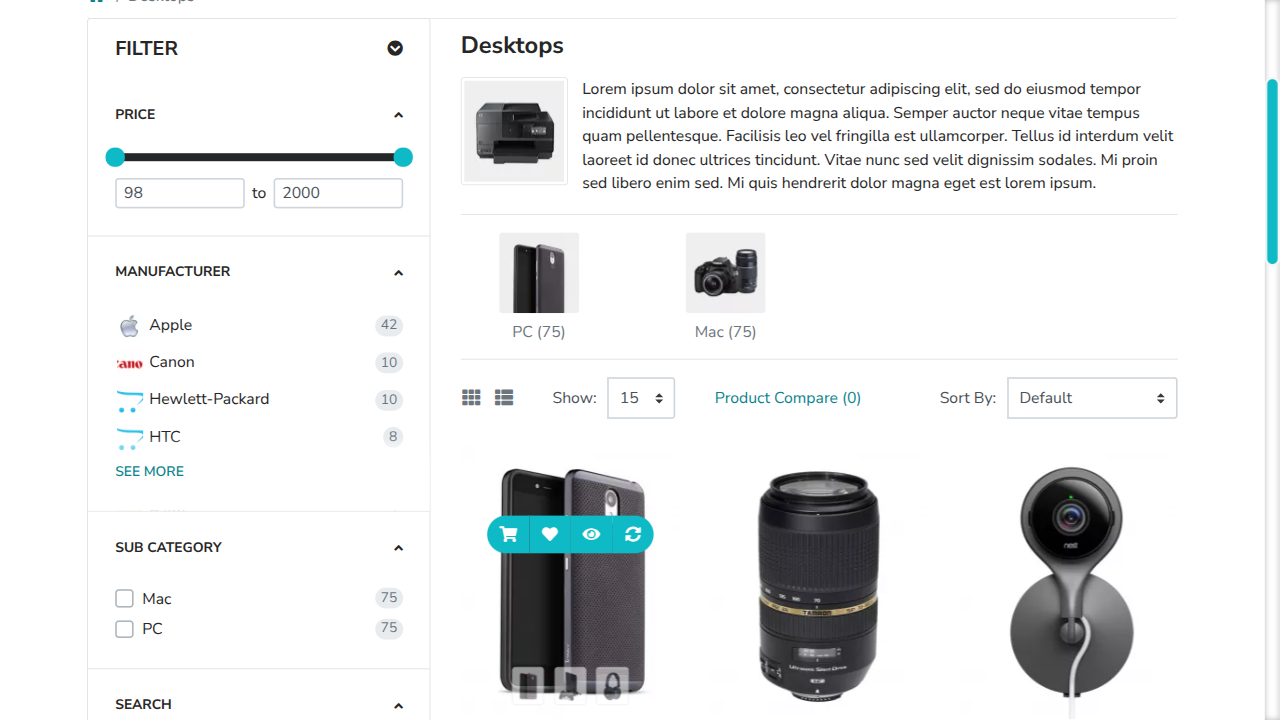 FILTER
PRICE
98 to 2000
MANUFACTURER
Apple 42
Canon 10
Hewlett-Packard 10
HTC 8
SEE MORE
SUB CATEGORY
Mac 75
PC 75
SEARCH
Desktops
Lorem ipsum dolor sit amet, consectetur adipiscing elit, sed do eiusmod tempor
incididunt ut labore et dolore magna aliqua. Semper auctor neque vitae tempus
quam pellentesque. Facilisis leo vel fringilla est ullamcorper. Tellus id interdum velit
laoreet id donec ultrices tincidunt. Vitae nunc sed velit dignissim sodales. Mi proin
sed libero enim sed. Mi quis hendrerit dolor magna eget est lorem ipsum.
PC (75)
Mac (75)
Show: 15 Product Compare (0) Sort By: Default
TAMRON
nest